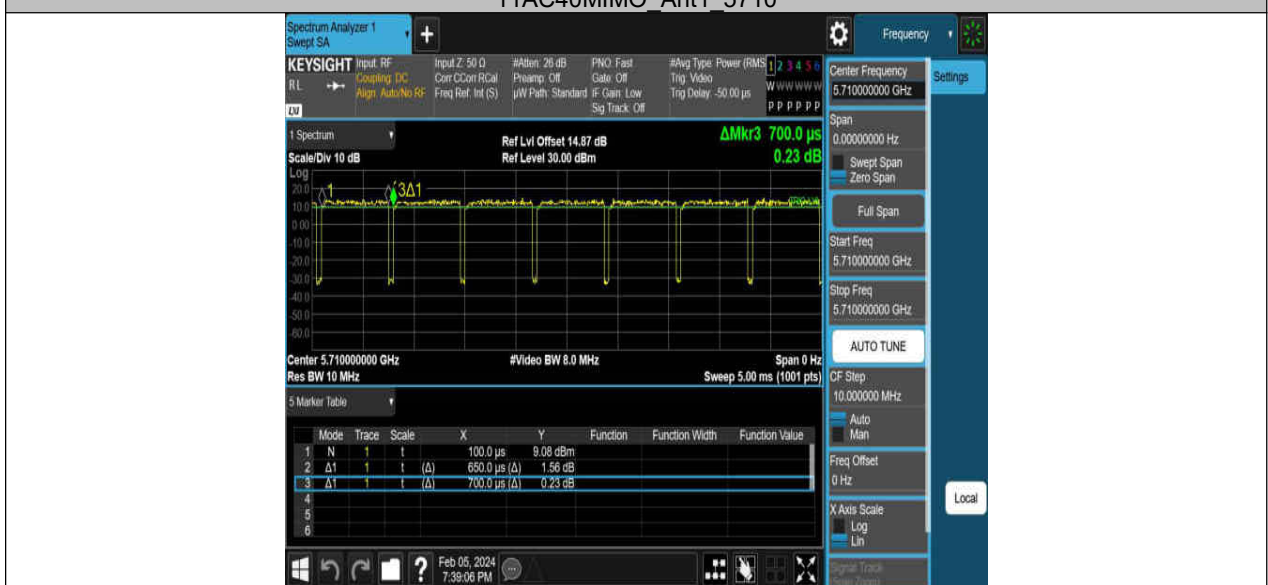 11AC40MIMO_Ant1_5710
Spectrum Analyzer 1
Swept SA
Frequency
KEYSIGHT
RL
LXI
Input: RF
Coupling: DC
Align: Auto/No RF
Input Z: 50 Ω
Corr CCorr RCal
Freq Ref: Int (S)
#Atten: 26 dB
Preamp: Off
µW Path: Standard
PNO: Fast
Gate: Off
IF Gain: Low
Sig Track: Off
#Avg Type: Power (RMS
Trig: Video
Trig Delay: -50.00 µs
1 2 3 4 5 6
W W W W W W
P P P P P P
1 Spectrum
Scale/Div 10 dB
Ref Lvl Offset 14.87 dB
Ref Level 30.00 dBm
ΔMkr3 700.0 µs
0.23 dB
Log
1
3Δ1
20.0
10.0
0.00
-10.0
-20.0
-30.0
-40.0
-50.0
-60.0
Center 5.710000000 GHz
#Video BW 8.0 MHz
Span 0 Hz
Res BW 10 MHz
Sweep 5.00 ms (1001 pts)
5 Marker Table
Mode Trace Scale X Y Function Function Width Function Value
1 N 1 t 100.0 µs 9.08 dBm
2 Δ1 1 t (Δ) 650.0 µs (Δ) 1.56 dB
3 Δ1 1 t (Δ) 700.0 µs (Δ) 0.23 dB
4
5
6
Feb 05, 2024
7:39:06 PM
Center Frequency
5.710000000 GHz
Settings
Span
0.00000000 Hz
Swept Span
Zero Span
Full Span
Start Freq
5.710000000 GHz
Stop Freq
5.710000000 GHz
AUTO TUNE
CF Step
10.000000 MHz
Auto
Man
Freq Offset
0 Hz
X Axis Scale
Log
Lin
Local
Signal Track
(Span Zoom)